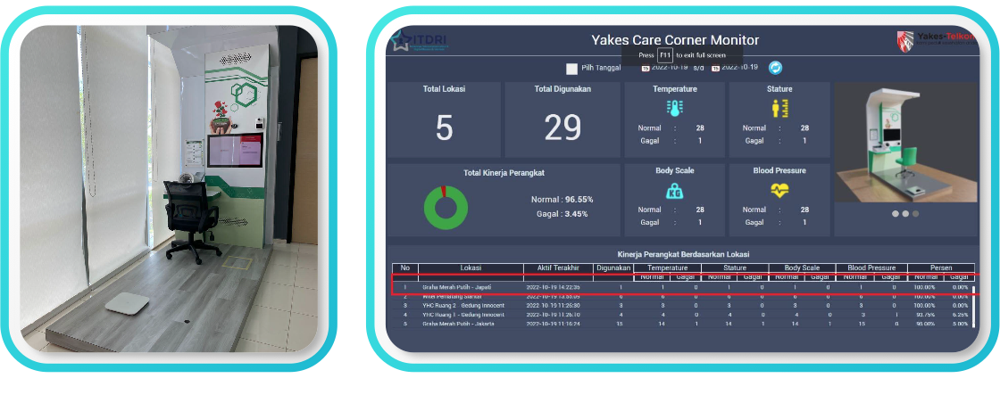 ITDRI
Yakes Care Corner Monitor
Yakes-Telkom
Press F11 to exit full screen
Pilh Tanggal 2022-10-19 s/d 2022-10-19
Total Lokasi
5
Total Digunakan
29
Temperature
Normal : 28
Gagal : 1
Stature
Normal : 28
Gagal : 1
Total Kinerja Perangkat
Normal : 96.55%
Gagal : 3.45%
Body Scale
KG
Normal : 28
Gagal : 1
Blood Pressure
Normal : 28
Gagal : 1
Kinerja Perangkat Berdasarkan Lokasi
No Lokasi Aktif Terakhir Digunakan Temperature Stature Body Scale Blood Pressure Persen
Normal Gagal Normal Gagal Normal Gagal Normal Gagal Normal Gagal
1 Graha Merah Putih - Japati 2022-10-19 14:22:35 1 1 0 1 0 1 0 1 0 100.00% 0.00%
2 Witel Pematang Siantar 6 6 0 6 0 6 0 6 0 100.00% 0.00%
3 YHC Ruang 2 - Gedung Innocent 2022-10-19 11:26:30 3 3 0 3 0 3 0 3 0 100.00% 0.00%
4 YHC Ruang 1 - Gedung Innocent 2022-10-19 11:26:10 4 4 0 4 0 4 0 3 1 93.75% 6.25%
5 Graha Merah Putih - Jakarta 2022-10-19 11:16:24 15 14 1 14 1 14 1 15 0 95.00% 5.00%